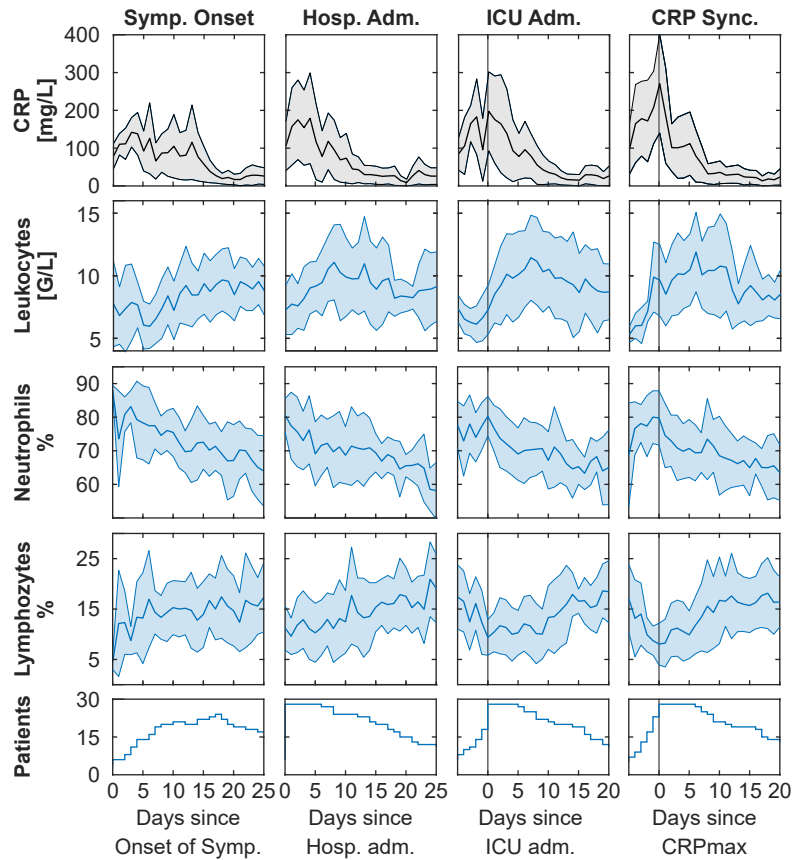 Symp. Onset Hosp. Adm. ICU Adm. CRP Sync.
CRP
[mg/L]
400
300
200
100
0
Leukocytes
[G/L]
15
10
5
Neutrophils
%
90
80
70
60
Lymphozytes
%
25
15
5
Patients
30
15
0
0 5 10 15 20 25 0 5 10 15 20 25 0 5 10 15 20 0 5 10 15 20
Days since Days since Days since Days since
Onset of Symp. Hosp. adm. ICU adm. CRPmax